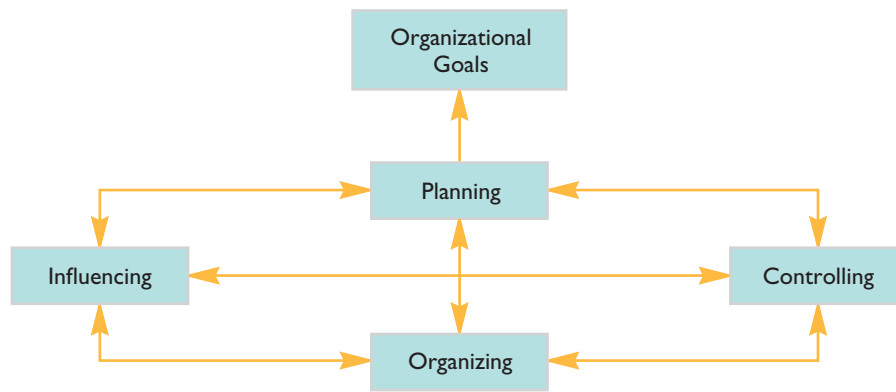 Organizational
Goals
Planning
Influencing
Controlling
Organizing